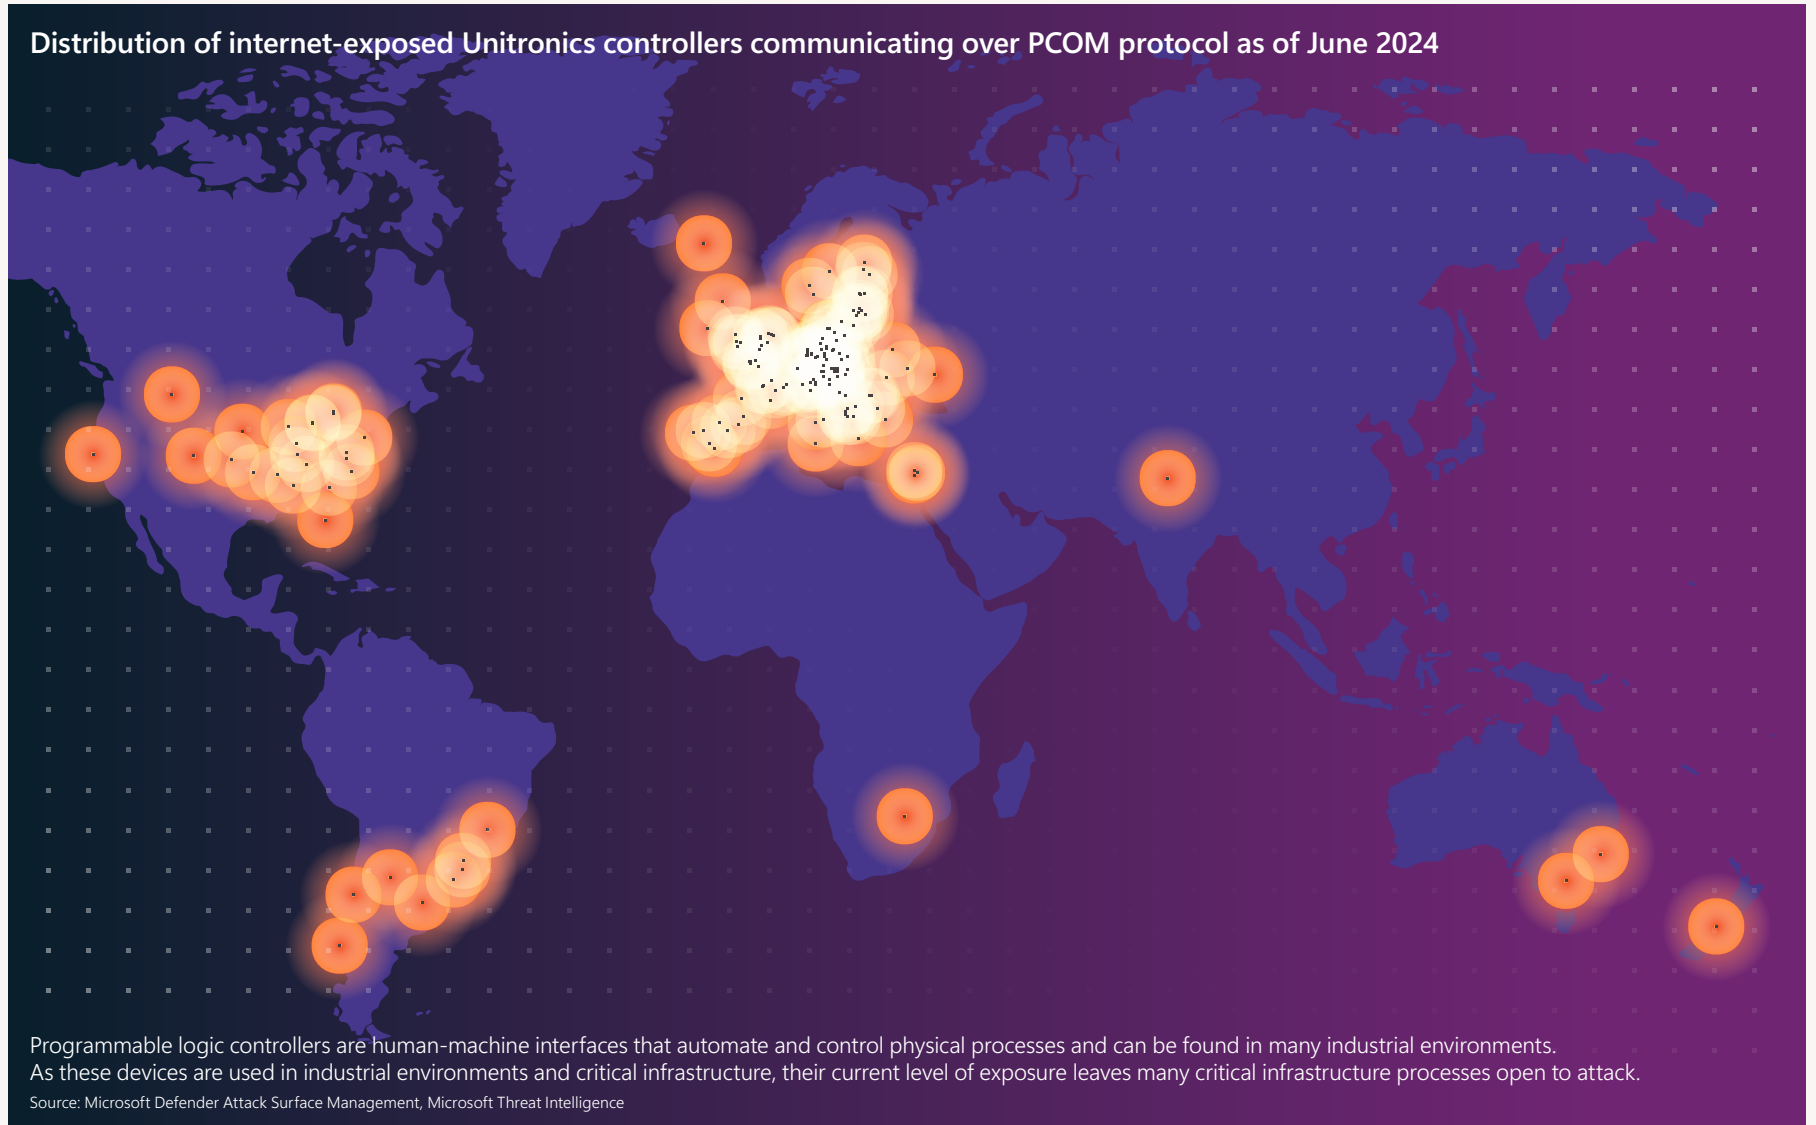 Distribution of internet-exposed Unitronics controllers communicating over PCOM protocol as of June 2024
Programmable logic controllers are human-machine interfaces that automate and control physical processes and can be found in many industrial environments.
As these devices are used in industrial environments and critical infrastructure, their current level of exposure leaves many critical infrastructure processes open to attack.
Source: Microsoft Defender Attack Surface Management, Microsoft Threat Intelligence